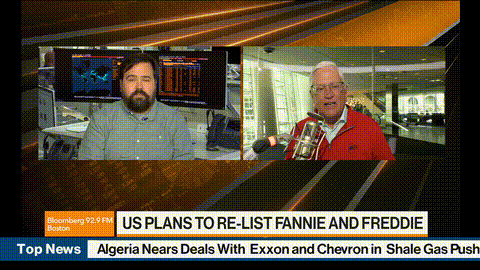 Bloomberg 92.9 FM
Boston
US PLANS TO RE-LIST FANNIE AND FREDDIE
Top News
Algeria Nears Deals With Exxon and Chevron in Shale Gas Push